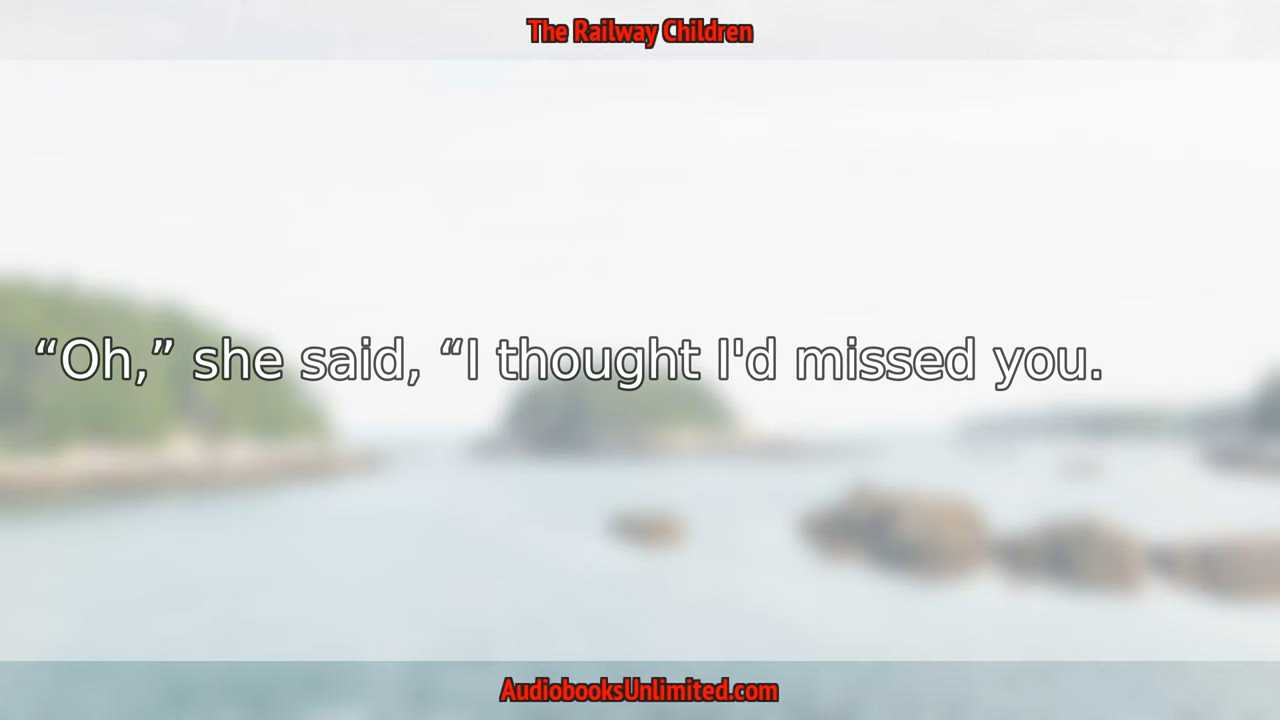 The Railway Children
“Oh,” she said, “I thought I'd missed you.
AudiobooksUnlimited.com